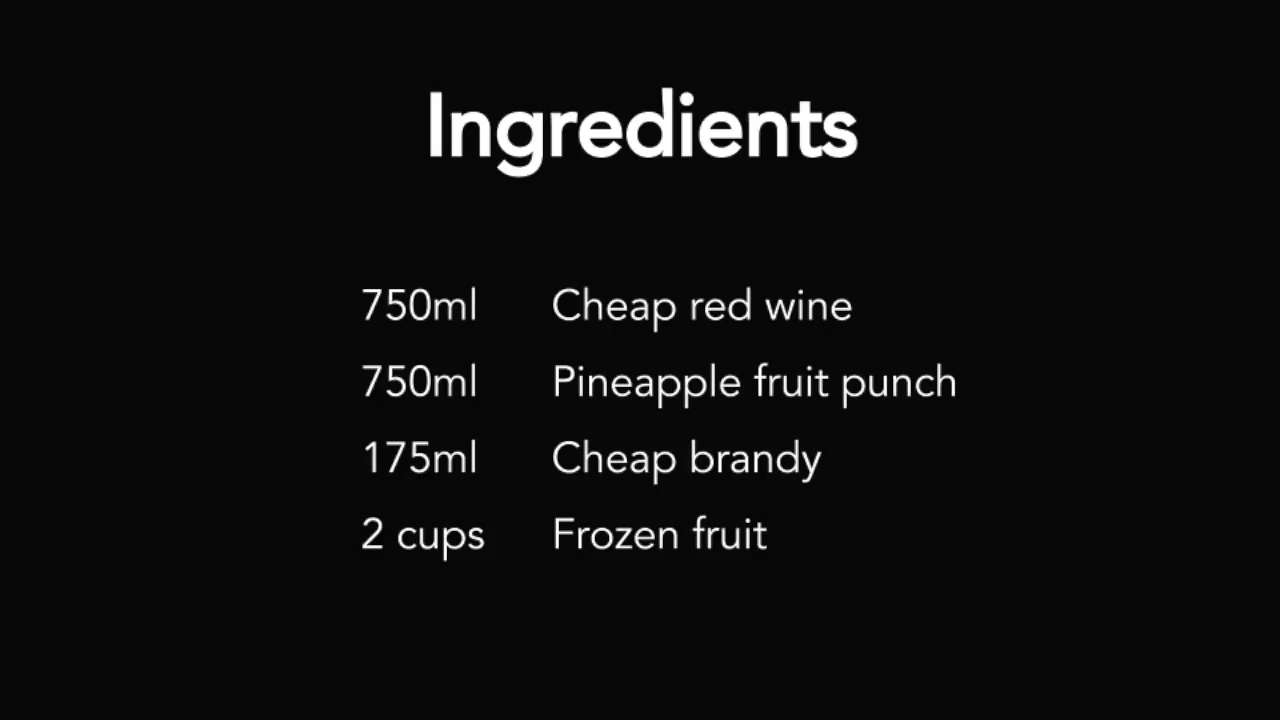 Ingredients
750ml Cheap red wine
750ml Pineapple fruit punch
175ml Cheap brandy
2 cups Frozen fruit